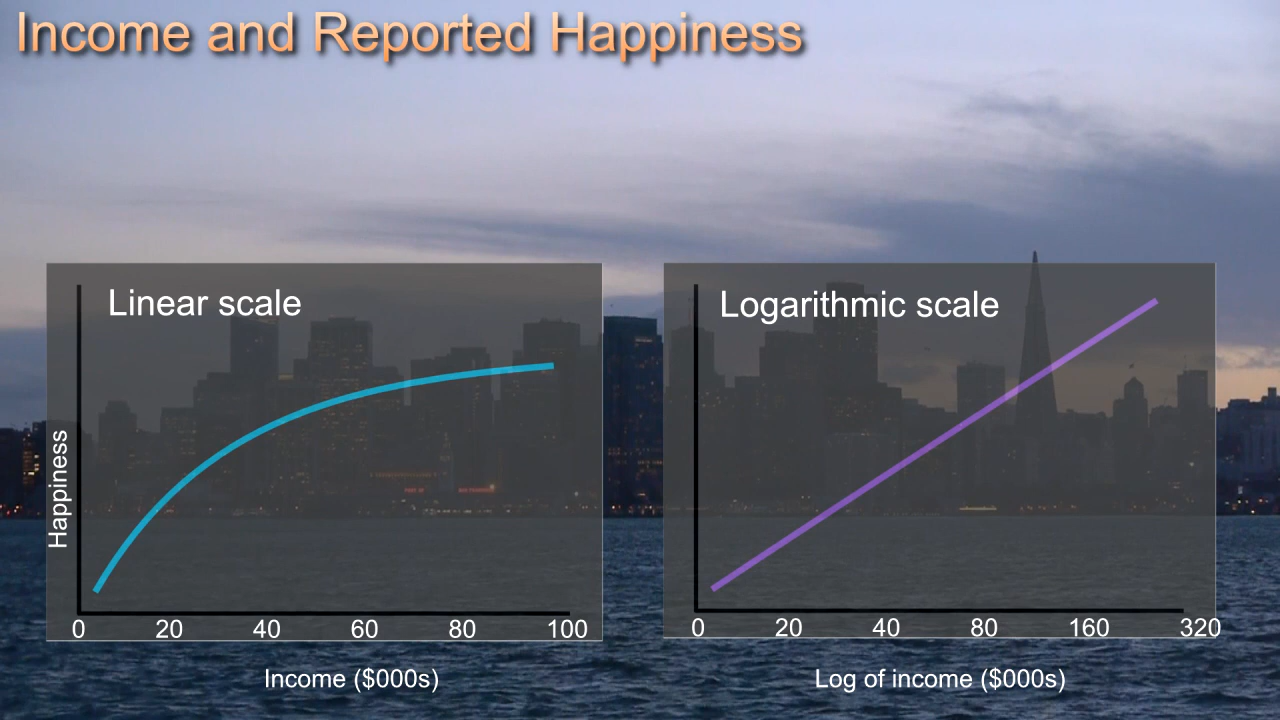 Income and Reported Happiness
Linear scale
Happiness
0 20 40 60 80 100
Income ($000s)
Logarithmic scale
0 20 40 80 160 320
Log of income ($000s)